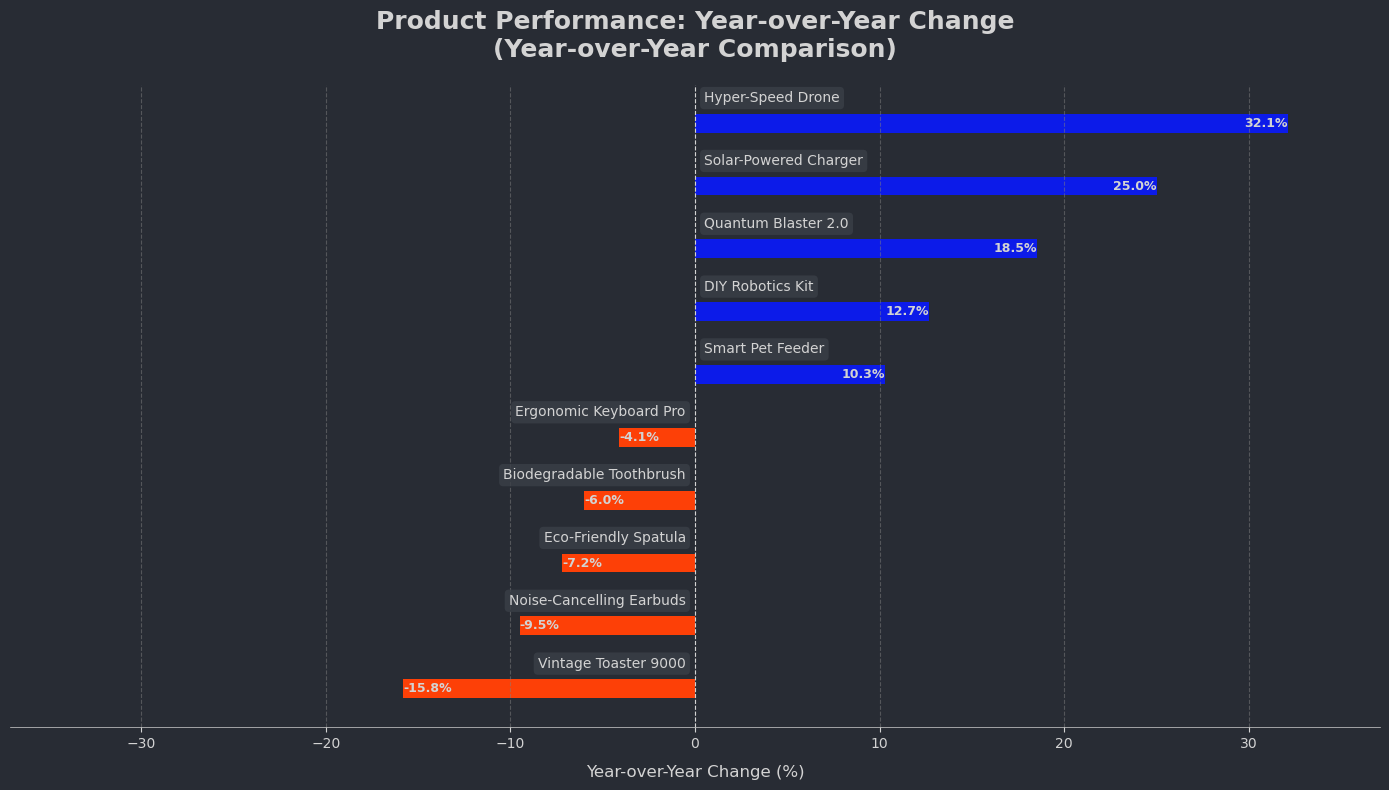 Product Performance: Year-over-Year Change
(Year-over-Year Comparison)
Hyper-Speed Drone
32.1%
Solar-Powered Charger
25.0%
Quantum Blaster 2.0
18.5%
DIY Robotics Kit
12.7%
Smart Pet Feeder
10.3%
Ergonomic Keyboard Pro
-4.1%
Biodegradable Toothbrush
-6.0%
Eco-Friendly Spatula
-7.2%
Noise-Cancelling Earbuds
-9.5%
Vintage Toaster 9000
-15.8%
−30 −20 −10 0 10 20 30
Year-over-Year Change (%)